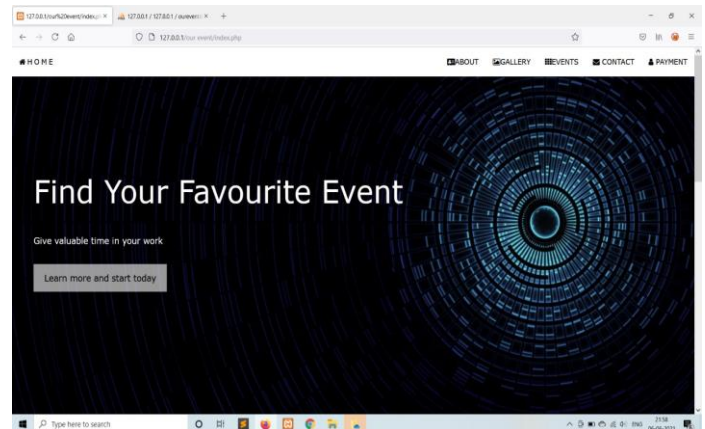 127.0.0.1/our%20event/index.p
127.0.0.1 / 127.0.0.1 / ourevent
127.0.0.1/our event/index.php
HOME
ABOUT GALLERY EVENTS CONTACT PAYMENT
Find Your Favourite Event
Give valuable time in your work
Learn more and start today
Type here to search
ENG
21:58